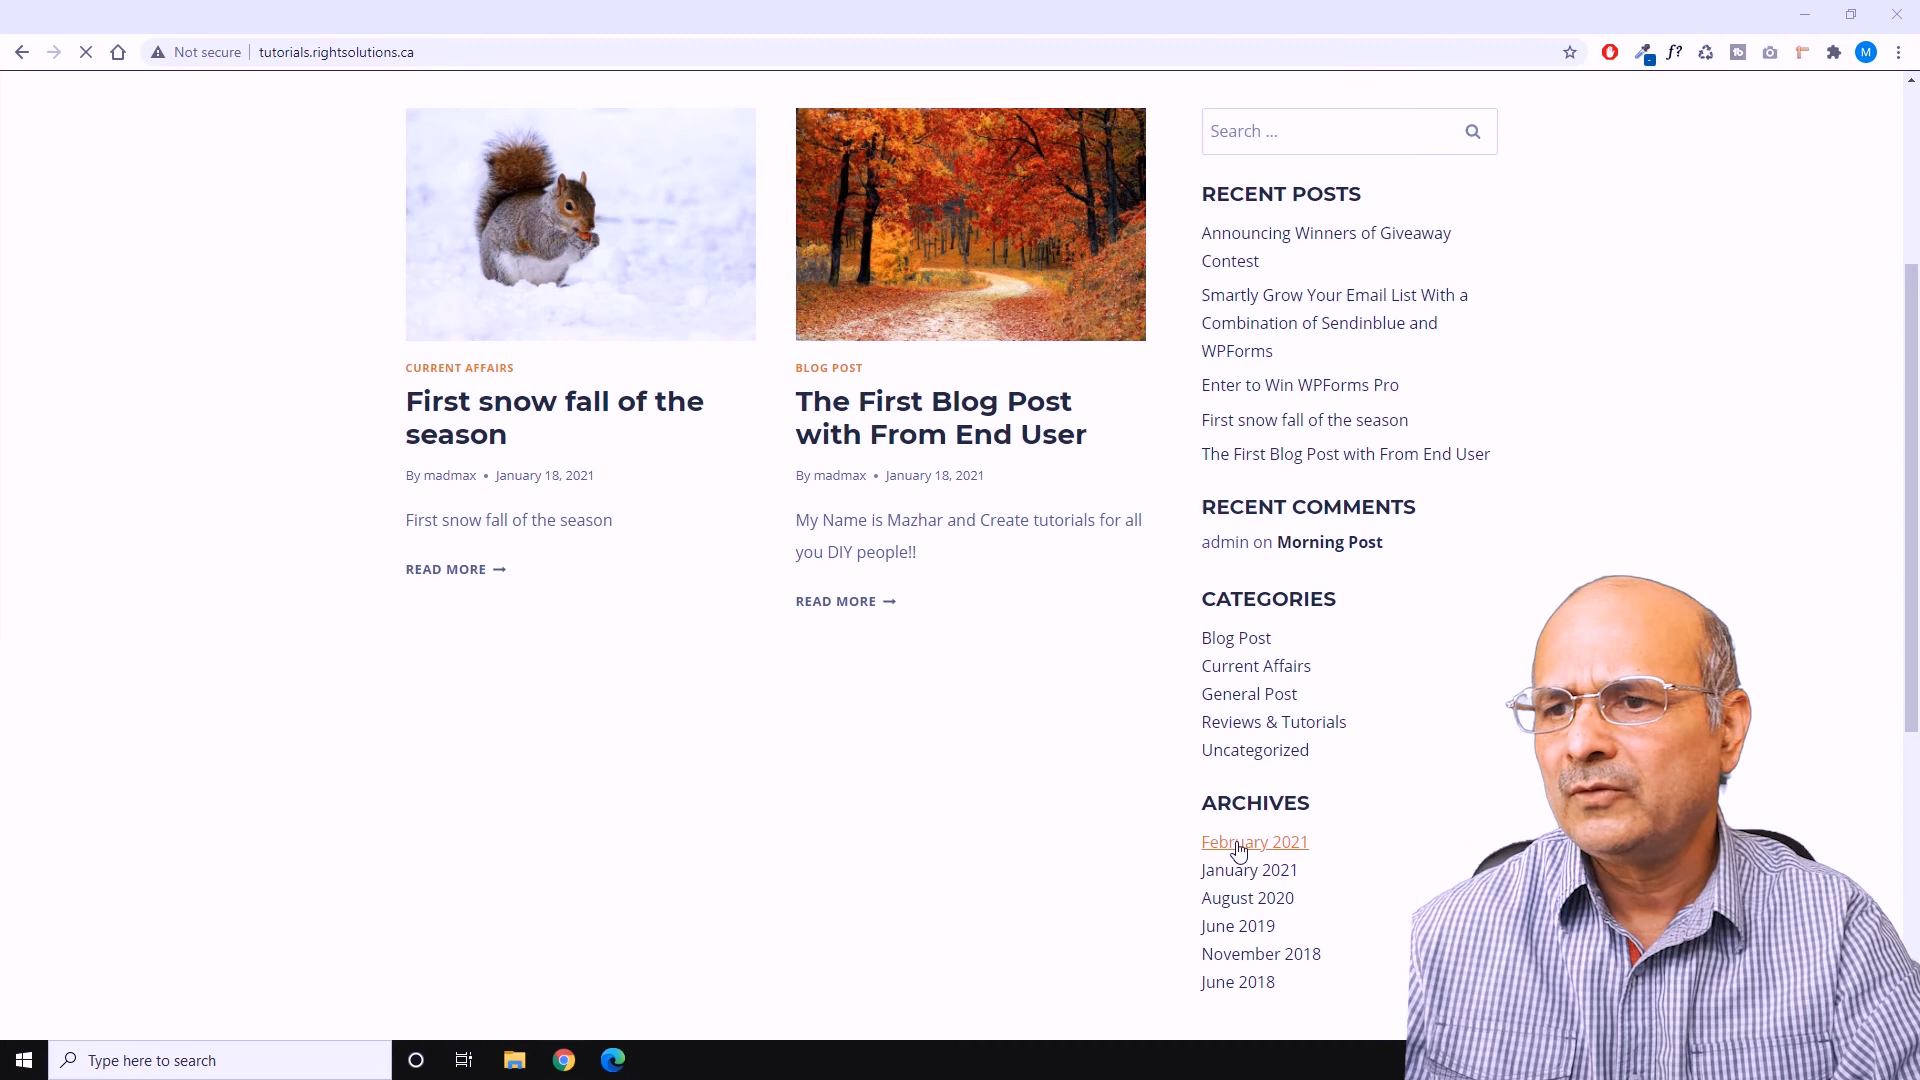 Not secure
tutorials.rightsolutions.ca
f?
M
CURRENT AFFAIRS
First snow fall of the
season
By madmax • January 18, 2021
First snow fall of the season
READ MORE
BLOG POST
The First Blog Post
with From End User
By madmax • January 18, 2021
My Name is Mazhar and Create tutorials for all
you DIY people!!
READ MORE
Search ...
RECENT POSTS
Announcing Winners of Giveaway
Contest
Smartly Grow Your Email List With a
Combination of Sendinblue and
WPForms
Enter to Win WPForms Pro
First snow fall of the season
The First Blog Post with From End User
RECENT COMMENTS
admin on Morning Post
CATEGORIES
Blog Post
Current Affairs
General Post
Reviews & Tutorials
Uncategorized
ARCHIVES
February 2021
January 2021
August 2020
June 2019
November 2018
June 2018
Type here to search